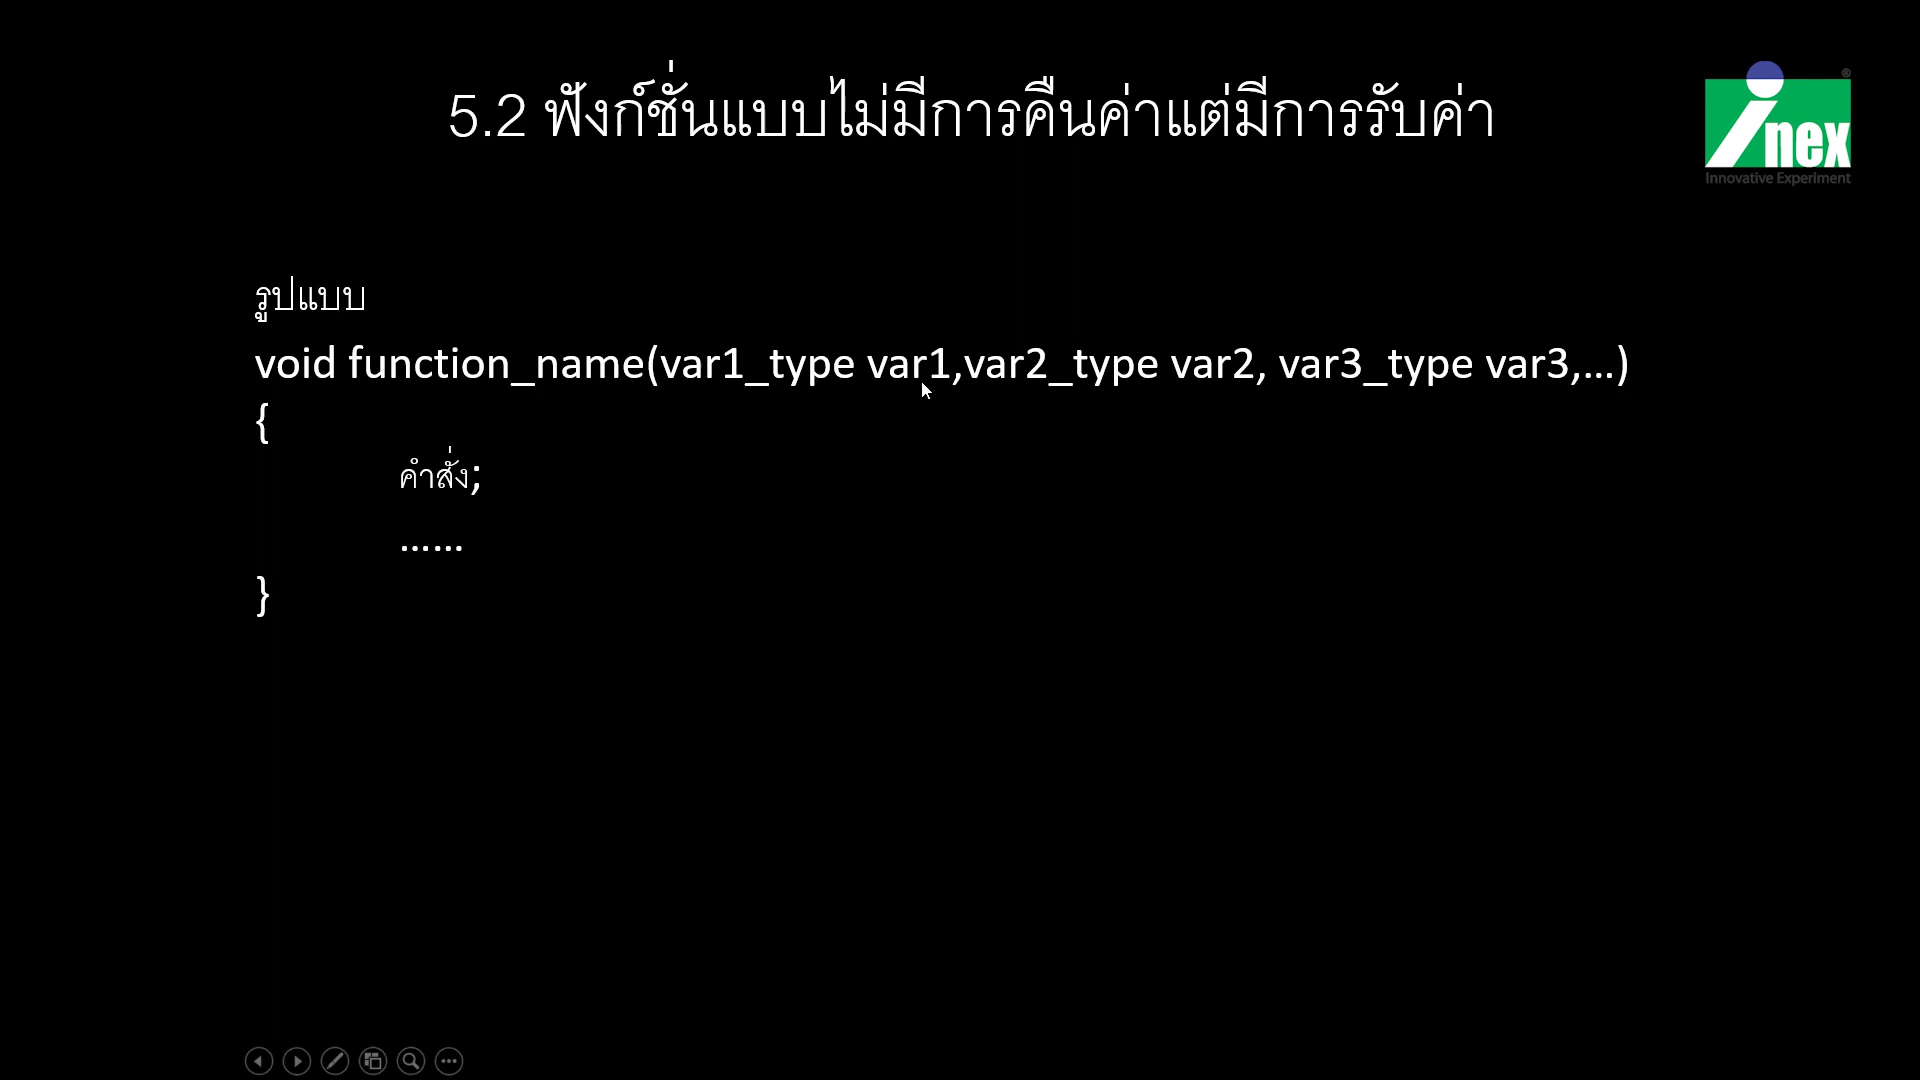 5.2 ฟังก์ชั่นแบบไม่มีการคืนค่าแต่มีการรับค่า
inex
®
Innovative Experiment
รูปแบบ
void function_name(var1_type var1,var2_type var2, var3_type var3,...)
{
คำสั่ง;
......
}